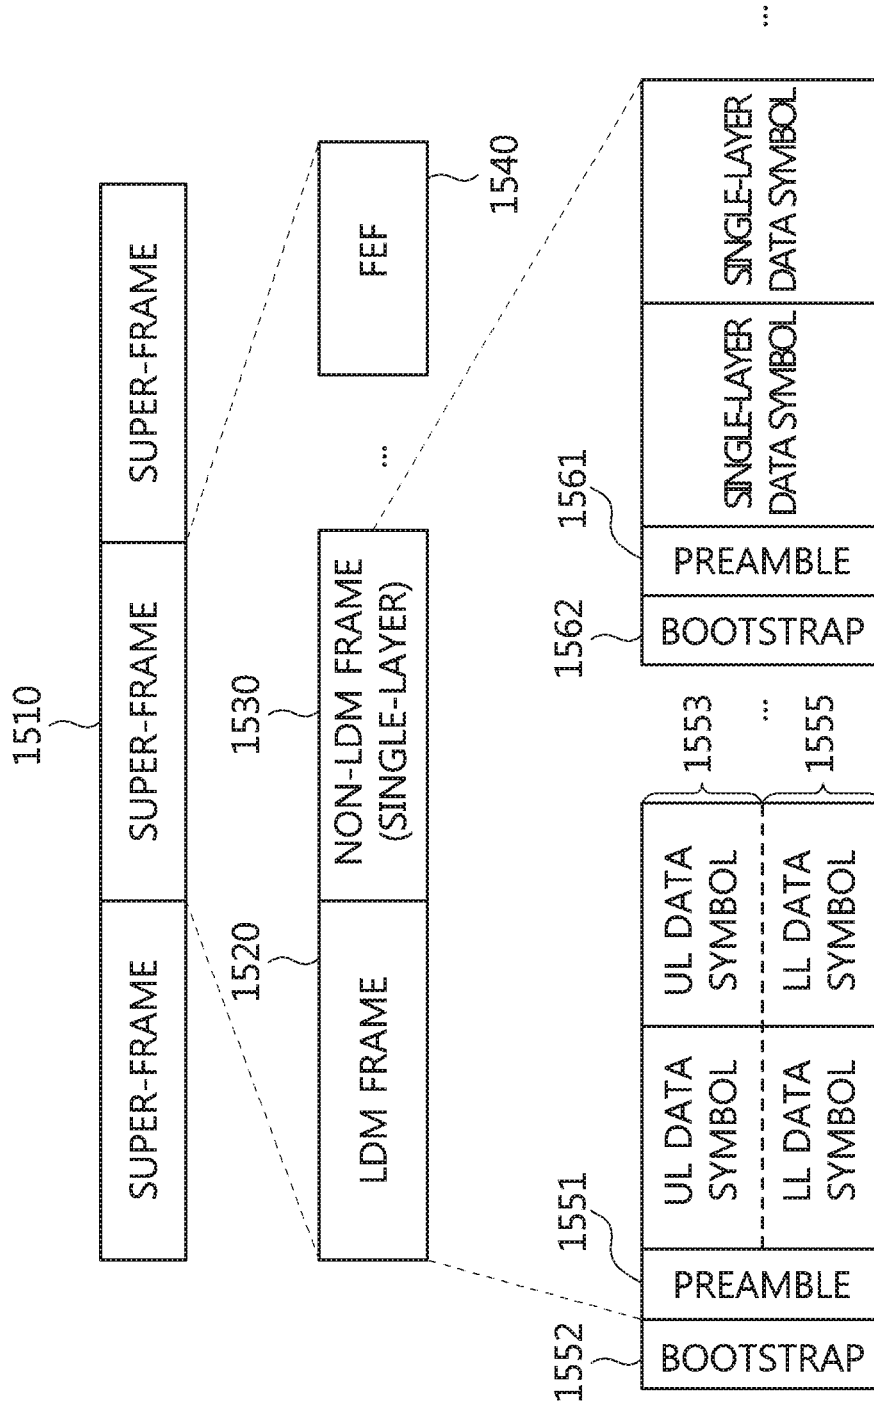 1510
SUPER-FRAME
SUPER-FRAME
SUPER-FRAME
1520
1530
LDM FRAME
NON-LDM FRAME
(SINGLE-LAYER)
...
FEF
1540
1552
1551
1562
1561
BOOTSTRAP
PREAMBLE
UL DATA
SYMBOL
UL DATA
SYMBOL
LL DATA
SYMBOL
LL DATA
SYMBOL
1553
1555
...
BOOTSTRAP
PREAMBLE
SINGLE-LAYER
DATA SYMBOL
SINGLE-LAYER
DATA SYMBOL
...